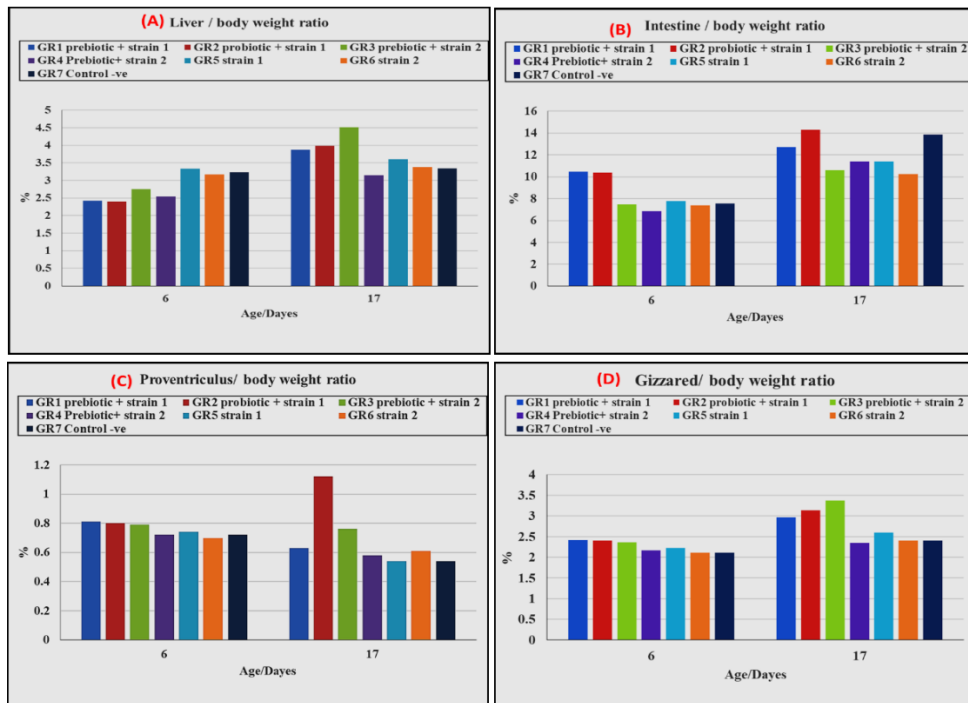 (A) Liver / body weight ratio
GR1 prebiotic + strain 1 GR2 probiotic + strain 1 GR3 prebiotic + strain 2
GR4 Prebiotic+ strain 2 GR5 strain 1 GR6 strain 2
GR7 Control -ve
5
4.5
4
3.5
3
2.5
2
1.5
1
0.5
0
%
6 17
Age/Dayes
(B) Intestine / body weight ratio
GR1 prebiotic + strain 1 GR2 probiotic + strain 1 GR3 prebiotic + strain 2
GR4 Prebiotic+ strain 2 GR5 strain 1 GR6 strain 2
GR7 Control -ve
16
14
12
10
8
6
4
2
0
%
6 17
Age/Dayes
(C) Proventriculus/ body weight ratio
GR1 prebiotic + strain 1 GR2 probiotic + strain 1 GR3 prebiotic + strain 2
GR4 Prebiotic+ strain 2 GR5 strain 1 GR6 strain 2
GR7 Control -ve
1.2
1
0.8
0.6
0.4
0.2
0
%
6 17
Age/Dayes
(D) Gizzared/ body weight ratio
GR1 prebiotic + strain 1 GR2 probiotic + strain 1 GR3 prebiotic + strain 2
GR4 Prebiotic+ strain 2 GR5 strain 1 GR6 strain 2
GR7 Control -ve
4
3.5
3
2.5
2
1.5
1
0.5
0
%
6 17
Age/Dayes